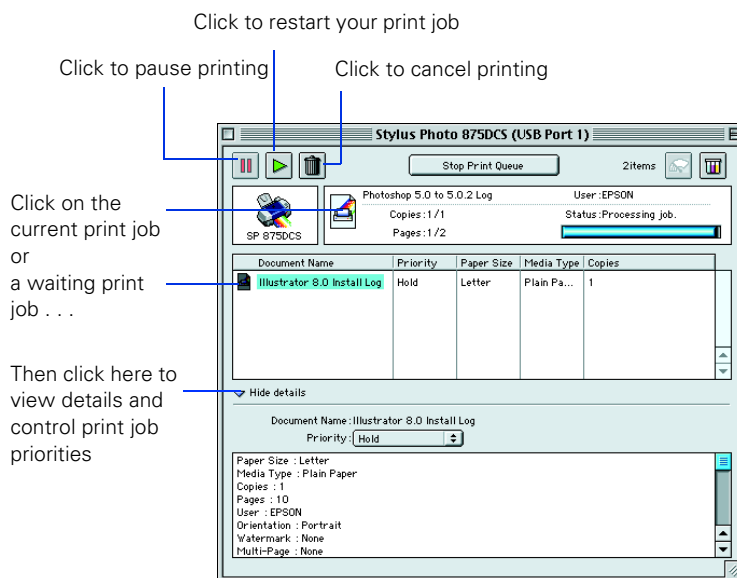 Click to restart your print job
Click to pause printing
Click to cancel printing
Stylus Photo 875DCS (USB Port 1)
Stop Print Queue
2items
Click on the
current print job
or
a waiting print
job . . .
SP 875DCS
Photoshop 5.0 to 5.0.2 Log
User:EPSON
Copies:1/1
Status:Processing job.
Pages:1/2
Document Name Priority Paper Size Media Type Copies
Illustrator 8.0 Install Log Hold Letter Plain Pa... 1
Then click here to
view details and
control print job
priorities
Hide details
Document Name:Illustrator 8.0 Install Log
Priority: Hold
Paper Size : Letter
Media Type : Plain Paper
Copies : 1
Pages : 10
User : EPSON
Orientation : Portrait
Watermark : None
Multi-Page : None